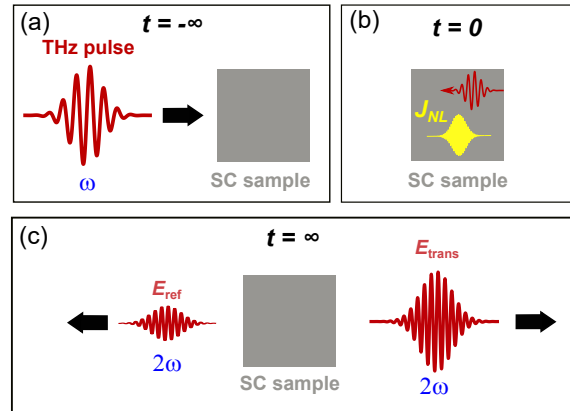 (a)
t = -∞
THz pulse
ω
SC sample
(b)
t = 0
J_NL
SC sample
(c)
t = ∞
E_ref
2ω
SC sample
E_trans
2ω